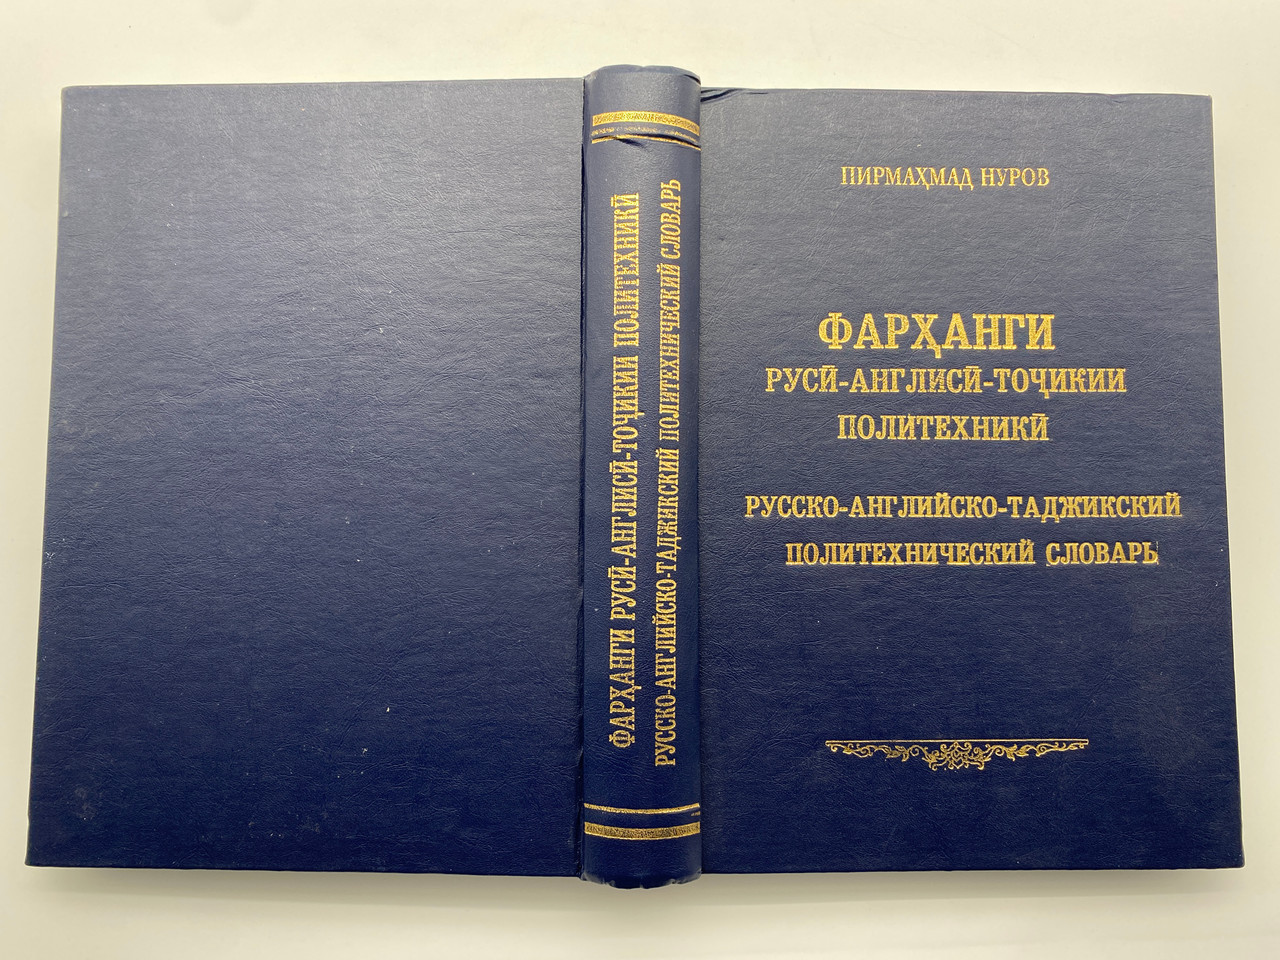 ФАРҲАНГИ РУСӢ-АНГЛИСӢ-ТОҶИКИИ ПОЛИТЕХНИКӢ
РУССКО-АНГЛИЙСКО-ТАДЖИКСКИЙ ПОЛИТЕХНИЧЕСКИЙ СЛОВАРЬ
ПИРМАҲМАД НУРОВ
ФАРҲАНГИ
РУСӢ-АНГЛИСӢ-ТОҶИКИИ
ПОЛИТЕХНИКӢ
РУССКО-АНГЛИЙСКО-ТАДЖИКСКИЙ
ПОЛИТЕХНИЧЕСКИЙ СЛОВАРЬ